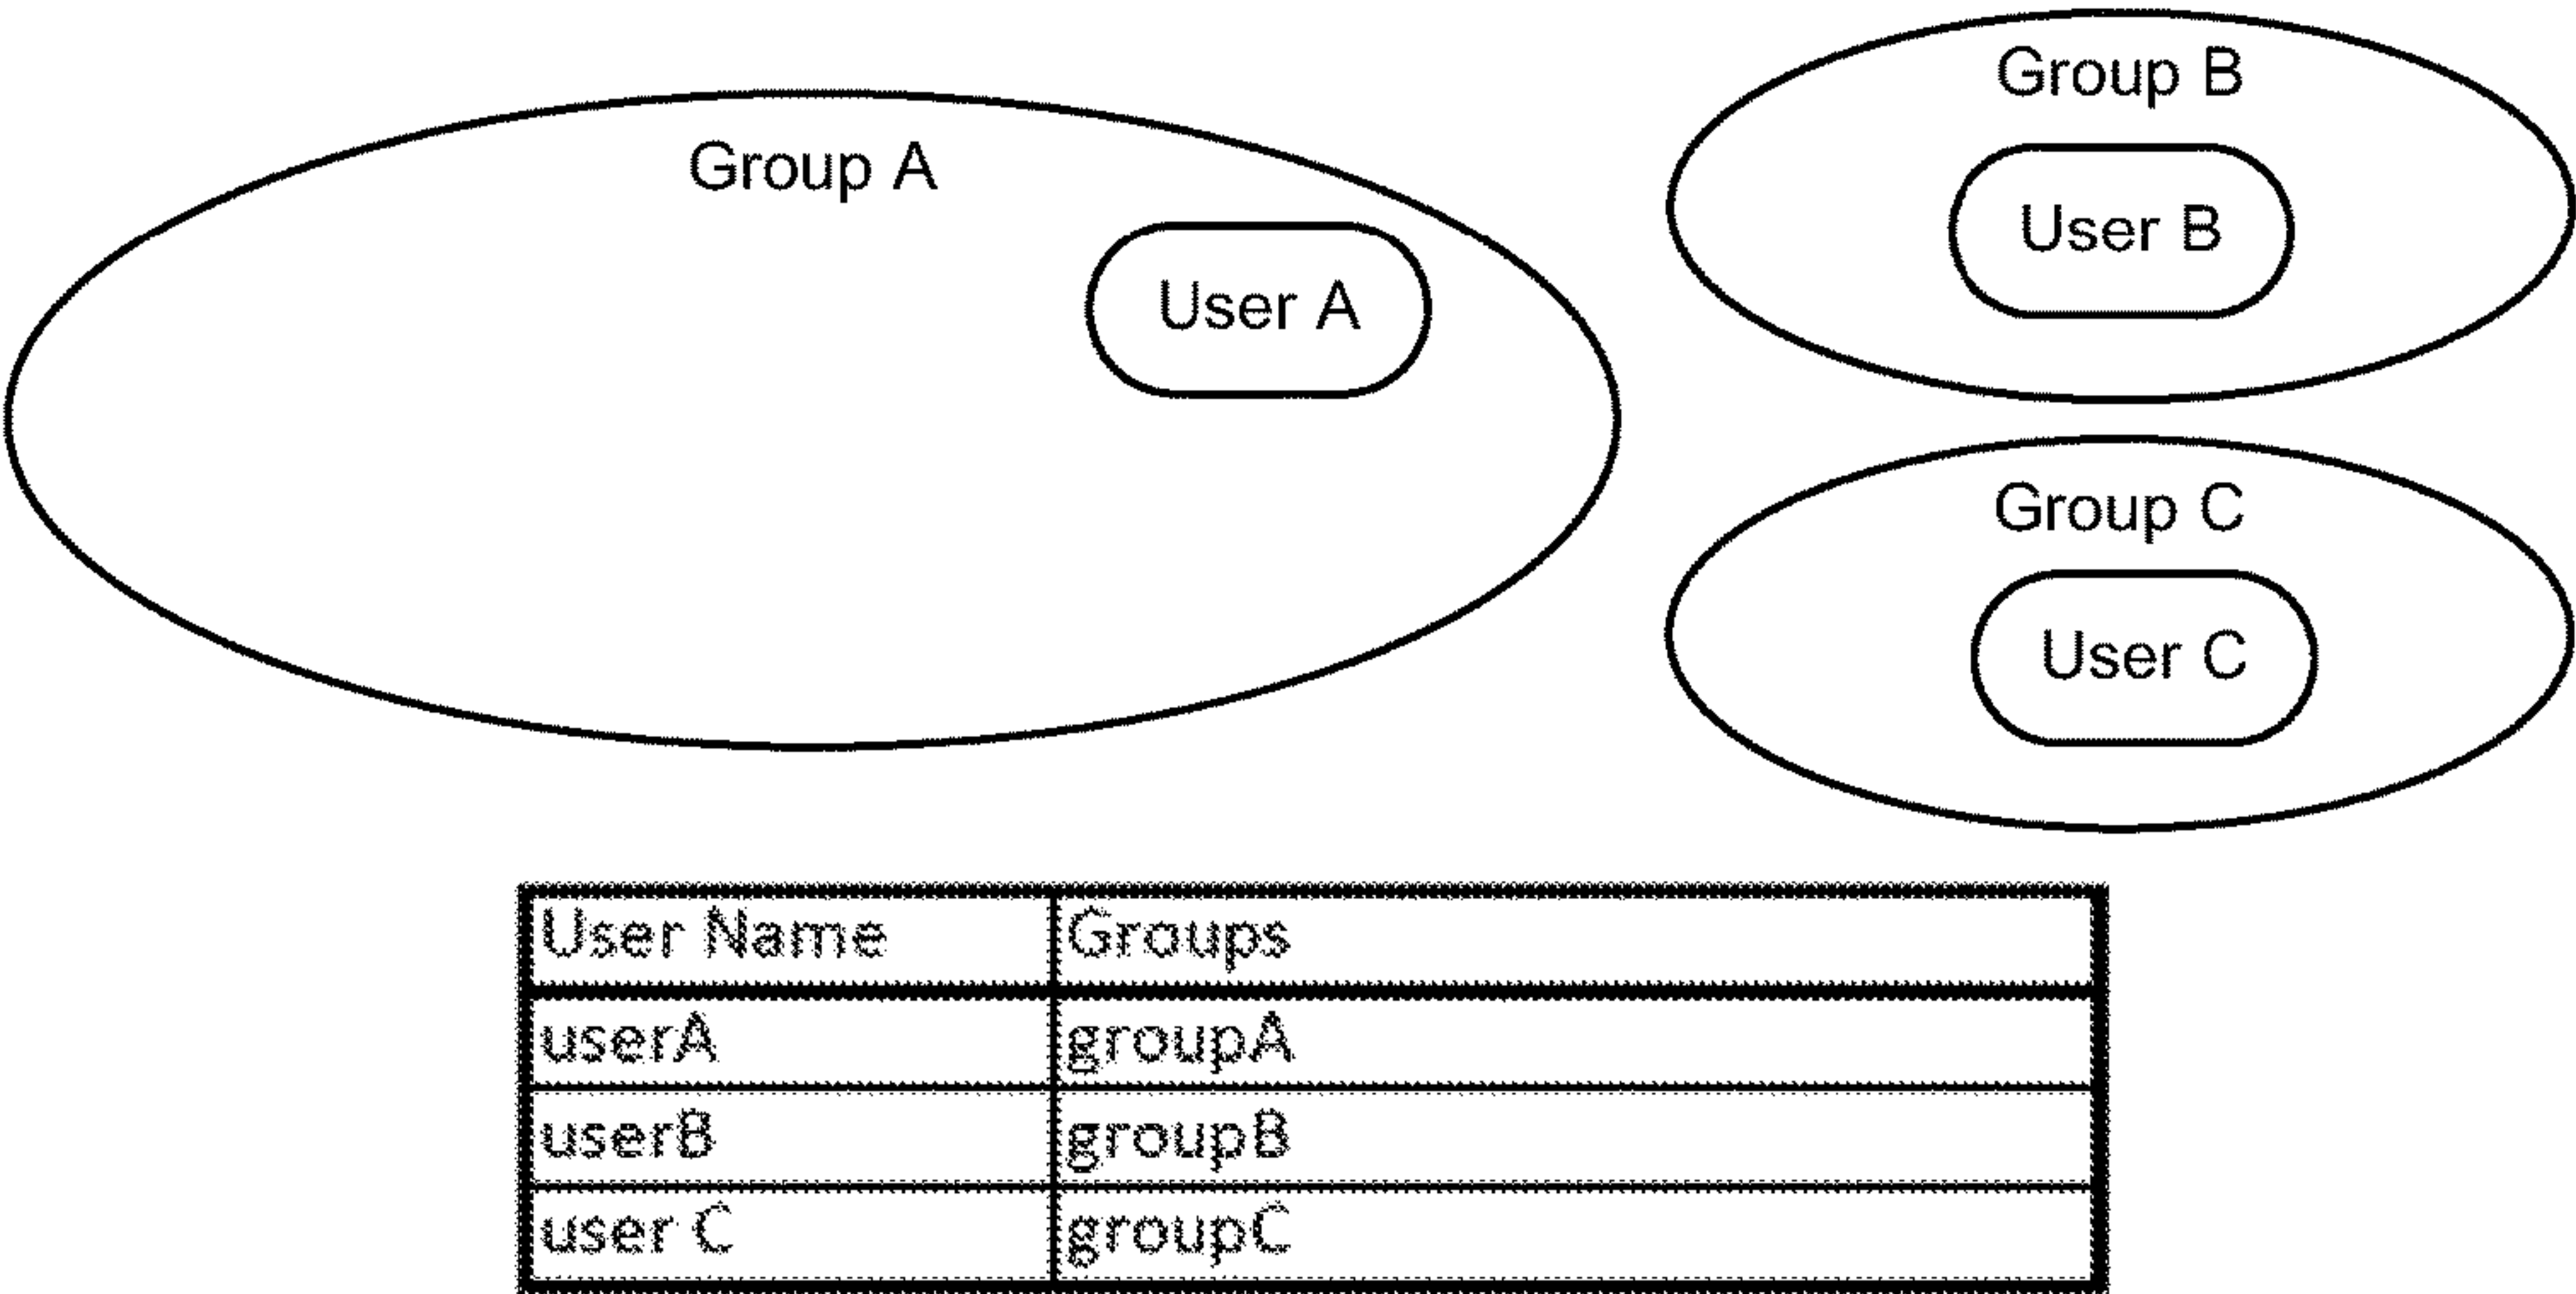 Group A
User A
Group B
User B
Group C
User C
User Name Groups
userA groupA
userB groupB
user C groupC